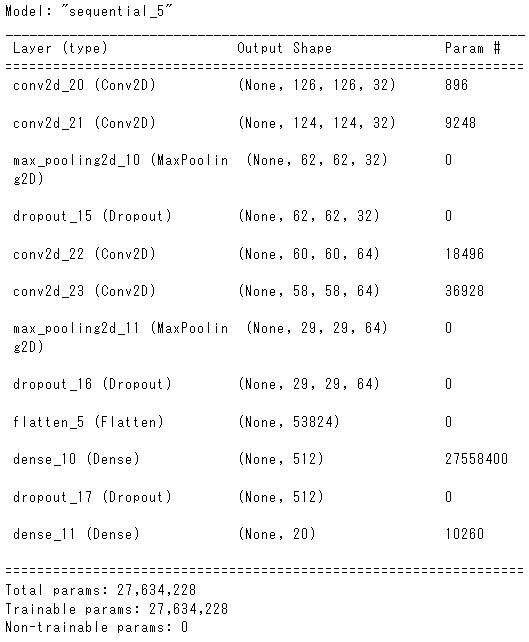 Model: "sequential_5"
_________________________________________________________________
Layer (type) Output Shape Param #
=================================================================
conv2d_20 (Conv2D) (None, 126, 126, 32) 896
conv2d_21 (Conv2D) (None, 124, 124, 32) 9248
max_pooling2d_10 (MaxPoolin (None, 62, 62, 32) 0
g2D)
dropout_15 (Dropout) (None, 62, 62, 32) 0
conv2d_22 (Conv2D) (None, 60, 60, 64) 18496
conv2d_23 (Conv2D) (None, 58, 58, 64) 36928
max_pooling2d_11 (MaxPoolin (None, 29, 29, 64) 0
g2D)
dropout_16 (Dropout) (None, 29, 29, 64) 0
flatten_5 (Flatten) (None, 53824) 0
dense_10 (Dense) (None, 512) 27558400
dropout_17 (Dropout) (None, 512) 0
dense_11 (Dense) (None, 20) 10260
=================================================================
Total params: 27,634,228
Trainable params: 27,634,228
Non-trainable params: 0